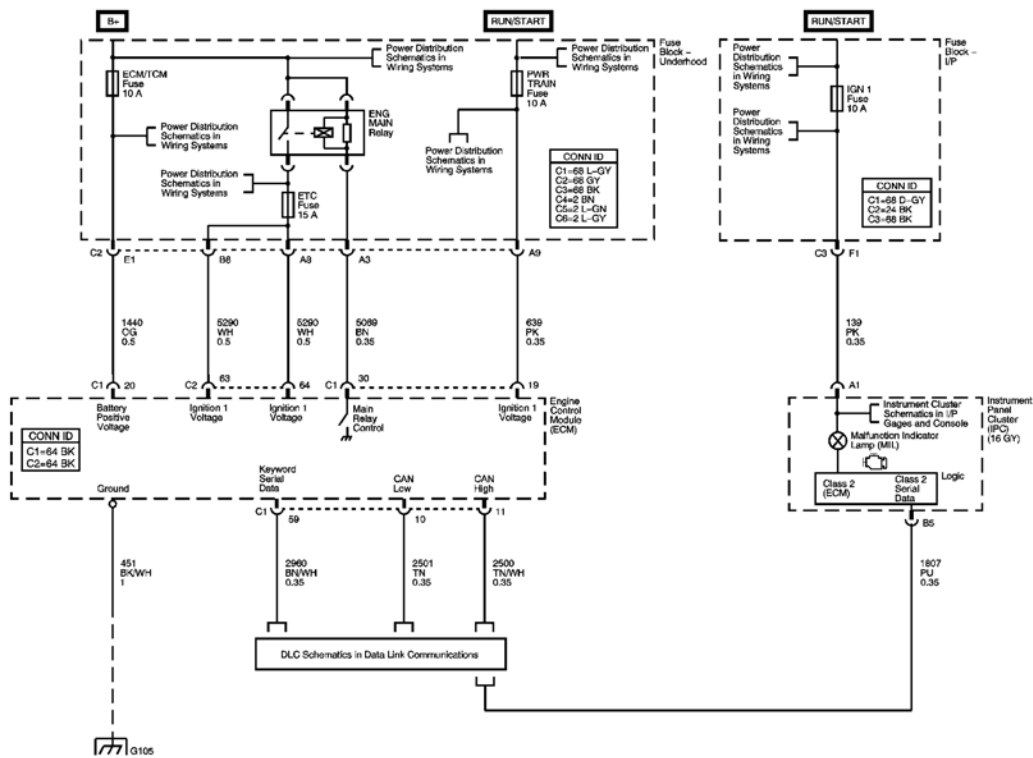 B+
RUN/START
RUN/START
Power Distribution
Schematics in
Wiring Systems
Power Distribution
Schematics in
Wiring Systems
Fuse
Block –
Underhood
Power
Distribution
Schematics
in Wiring
Systems
Fuse
Block –
I/P
ECM/TCM
Fuse
10 A
PWR
TRAIN
Fuse
10 A
IGN 1
Fuse
10 A
ENG
MAIN
Relay
Power Distribution
Schematics in
Wiring Systems
Power Distribution
Schematics in
Wiring Systems
Power
Distribution
Schematics
in Wiring
Systems
Power Distribution
Schematics in
Wiring Systems
ETC
Fuse
15 A
CONN ID
C1=68 L-GY
C2=68 GY
C3=68 BK
C4=2 BN
C5=2 L-GN
C6=2 L-GY
CONN ID
C1=68 D-GY
C2=24 BK
C3=68 BK
C2 E1 B6 A8 A3 A9 C3 F1
1440
OG
0.5
5290
WH
0.5
5290
WH
0.5
5069
BN
0.35
639
PK
0.35
139
PK
0.35
C1 20 C2 63 64 C1 30 19 A1
Battery
Positive
Voltage
Ignition 1
Voltage
Ignition 1
Voltage
Main
Relay
Control
Ignition 1
Voltage
Engine
Control
Module
(ECM)
Instrument Cluster
Schematics in I/P
Gages and Console
Instrument
Panel
Cluster
(IPC)
(16 GY)
Malfunction Indicator
Lamp (MIL)
CONN ID
C1=64 BK
C2=64 BK
Ground
Keyword
Serial
Data
CAN
Low
CAN
High
Class 2
(ECM)
Class 2
Serial
Data
Logic
C1 59 10 11 B5
451
BK/WH
1
2960
BN/WH
0.35
2501
TN
0.35
2500
TN/WH
0.35
1807
PU
0.35
DLC Schematics in Data Link Communications
G105